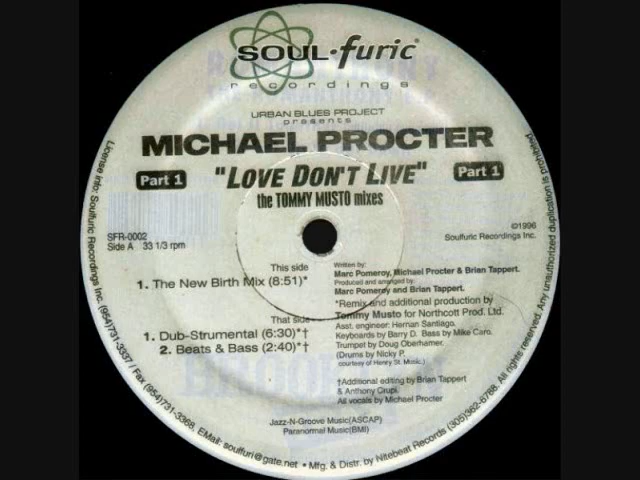 SOUL·furic
recordings
URBAN BLUES PROJECT
presents
MICHAEL PROCTER
Part 1
"LOVE DON'T LIVE"
Part 1
the TOMMY MUSTO mixes
SFR-0002
Side A 33 1/3 rpm
©1996
Soulfuric Recordings Inc.
This side
1. The New Birth Mix (8:51)*
That side
1. Dub-Strumental (6:30)*†
2. Beats & Bass (2:40)*†
Written by:
Marc Pomeroy, Michael Procter & Brian Tappert.
Produced and arranged by:
Marc Pomeroy and Brian Tappert.
*Remix and additional production by
Tommy Musto for Northcott Prod. Ltd.
Asst. engineer: Hernan Santiago.
Keyboards by Barry D. Bass by Mike Caro.
Trumpet by Doug Oberhamer.
(Drums by Nicky P.
courtesy of Henry St. Music.)
†Additional editing by Brian Tappert
& Anthony Crupi.
All vocals by Michael Procter
Jazz-N-Groove Music(ASCAP)
Paranormal Music(BMI)
License info: Soulfuric Recordings Inc. (954)731-3337 / Fax (954)731-3368, EMail: soulfuri@gate.net • Mfg. & Distr. by Nitebeat Records (305)362-6788. All rights reserved. Any unauthorized duplication is prohibited.